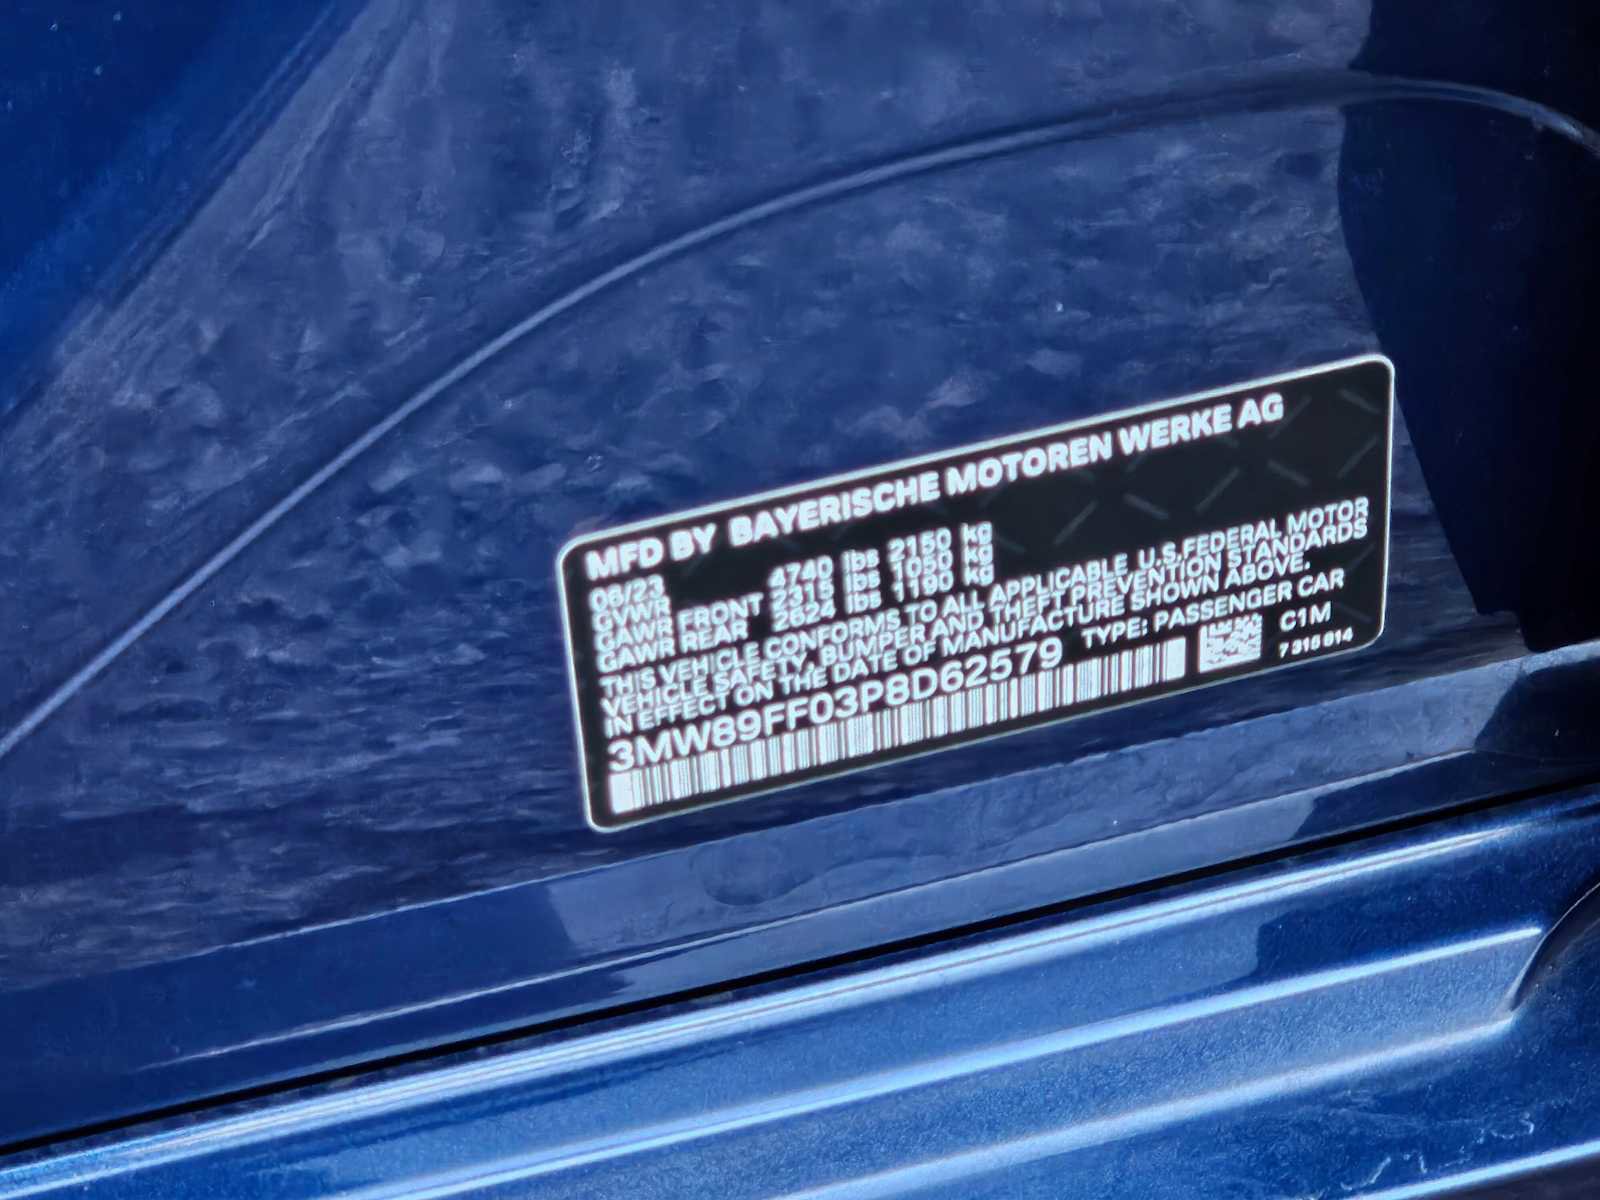 MFD BY BAYERISCHE MOTOREN WERKE AG
06/23
GVWR 4740 lbs 2150 kg
GAWR FRONT 2315 lbs 1050 kg
GAWR REAR 2624 lbs 1190 kg
THIS VEHICLE CONFORMS TO ALL APPLICABLE U.S.FEDERAL MOTOR
VEHICLE SAFETY, BUMPER AND THEFT PREVENTION STANDARDS
IN EFFECT ON THE DATE OF MANUFACTURE SHOWN ABOVE.
3MW89FF03P8D62579 TYPE: PASSENGER CAR
C1M
7 316 814